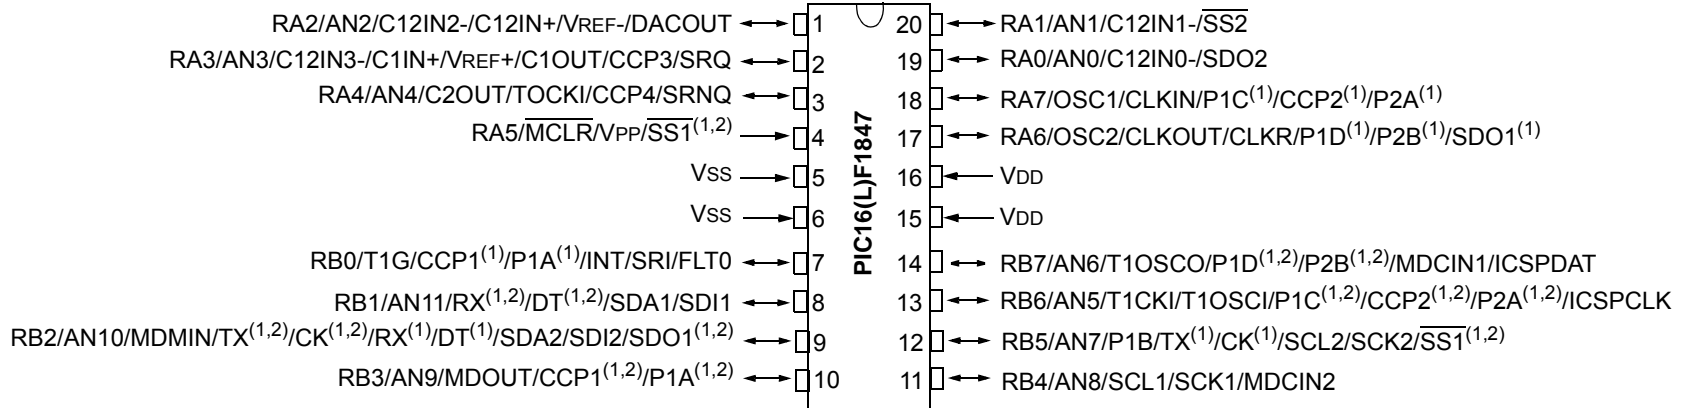 RA2/AN2/C12IN2-/C12IN+/VREF-/DACOUT 1 20 RA1/AN1/C12IN1-/SS2
RA3/AN3/C12IN3-/C1IN+/VREF+/C1OUT/CCP3/SRQ 2 19 RA0/AN0/C12IN0-/SDO2
RA4/AN4/C2OUT/TOCKI/CCP4/SRNQ 3 18 RA7/OSC1/CLKIN/P1C(1)/CCP2(1)/P2A(1)
RA5/MCLR/VPP/SS1(1,2) 4 17 RA6/OSC2/CLKOUT/CLKR/P1D(1)/P2B(1)/SDO1(1)
VSS 5 16 VDD
VSS 6 15 VDD
PIC16(L)F1847
RB0/T1G/CCP1(1)/P1A(1)/INT/SRI/FLT0 7 14 RB7/AN6/T1OSCO/P1D(1,2)/P2B(1,2)/MDCIN1/ICSPDAT
RB1/AN11/RX(1,2)/DT(1,2)/SDA1/SDI1 8 13 RB6/AN5/T1CKI/T1OSCI/P1C(1,2)/CCP2(1,2)/P2A(1,2)/ICSPCLK
RB2/AN10/MDMIN/TX(1,2)/CK(1,2)/RX(1)/DT(1)/SDA2/SDI2/SDO1(1,2) 9 12 RB5/AN7/P1B/TX(1)/CK(1)/SCL2/SCK2/SS1(1,2)
RB3/AN9/MDOUT/CCP1(1,2)/P1A(1,2) 10 11 RB4/AN8/SCL1/SCK1/MDCIN2